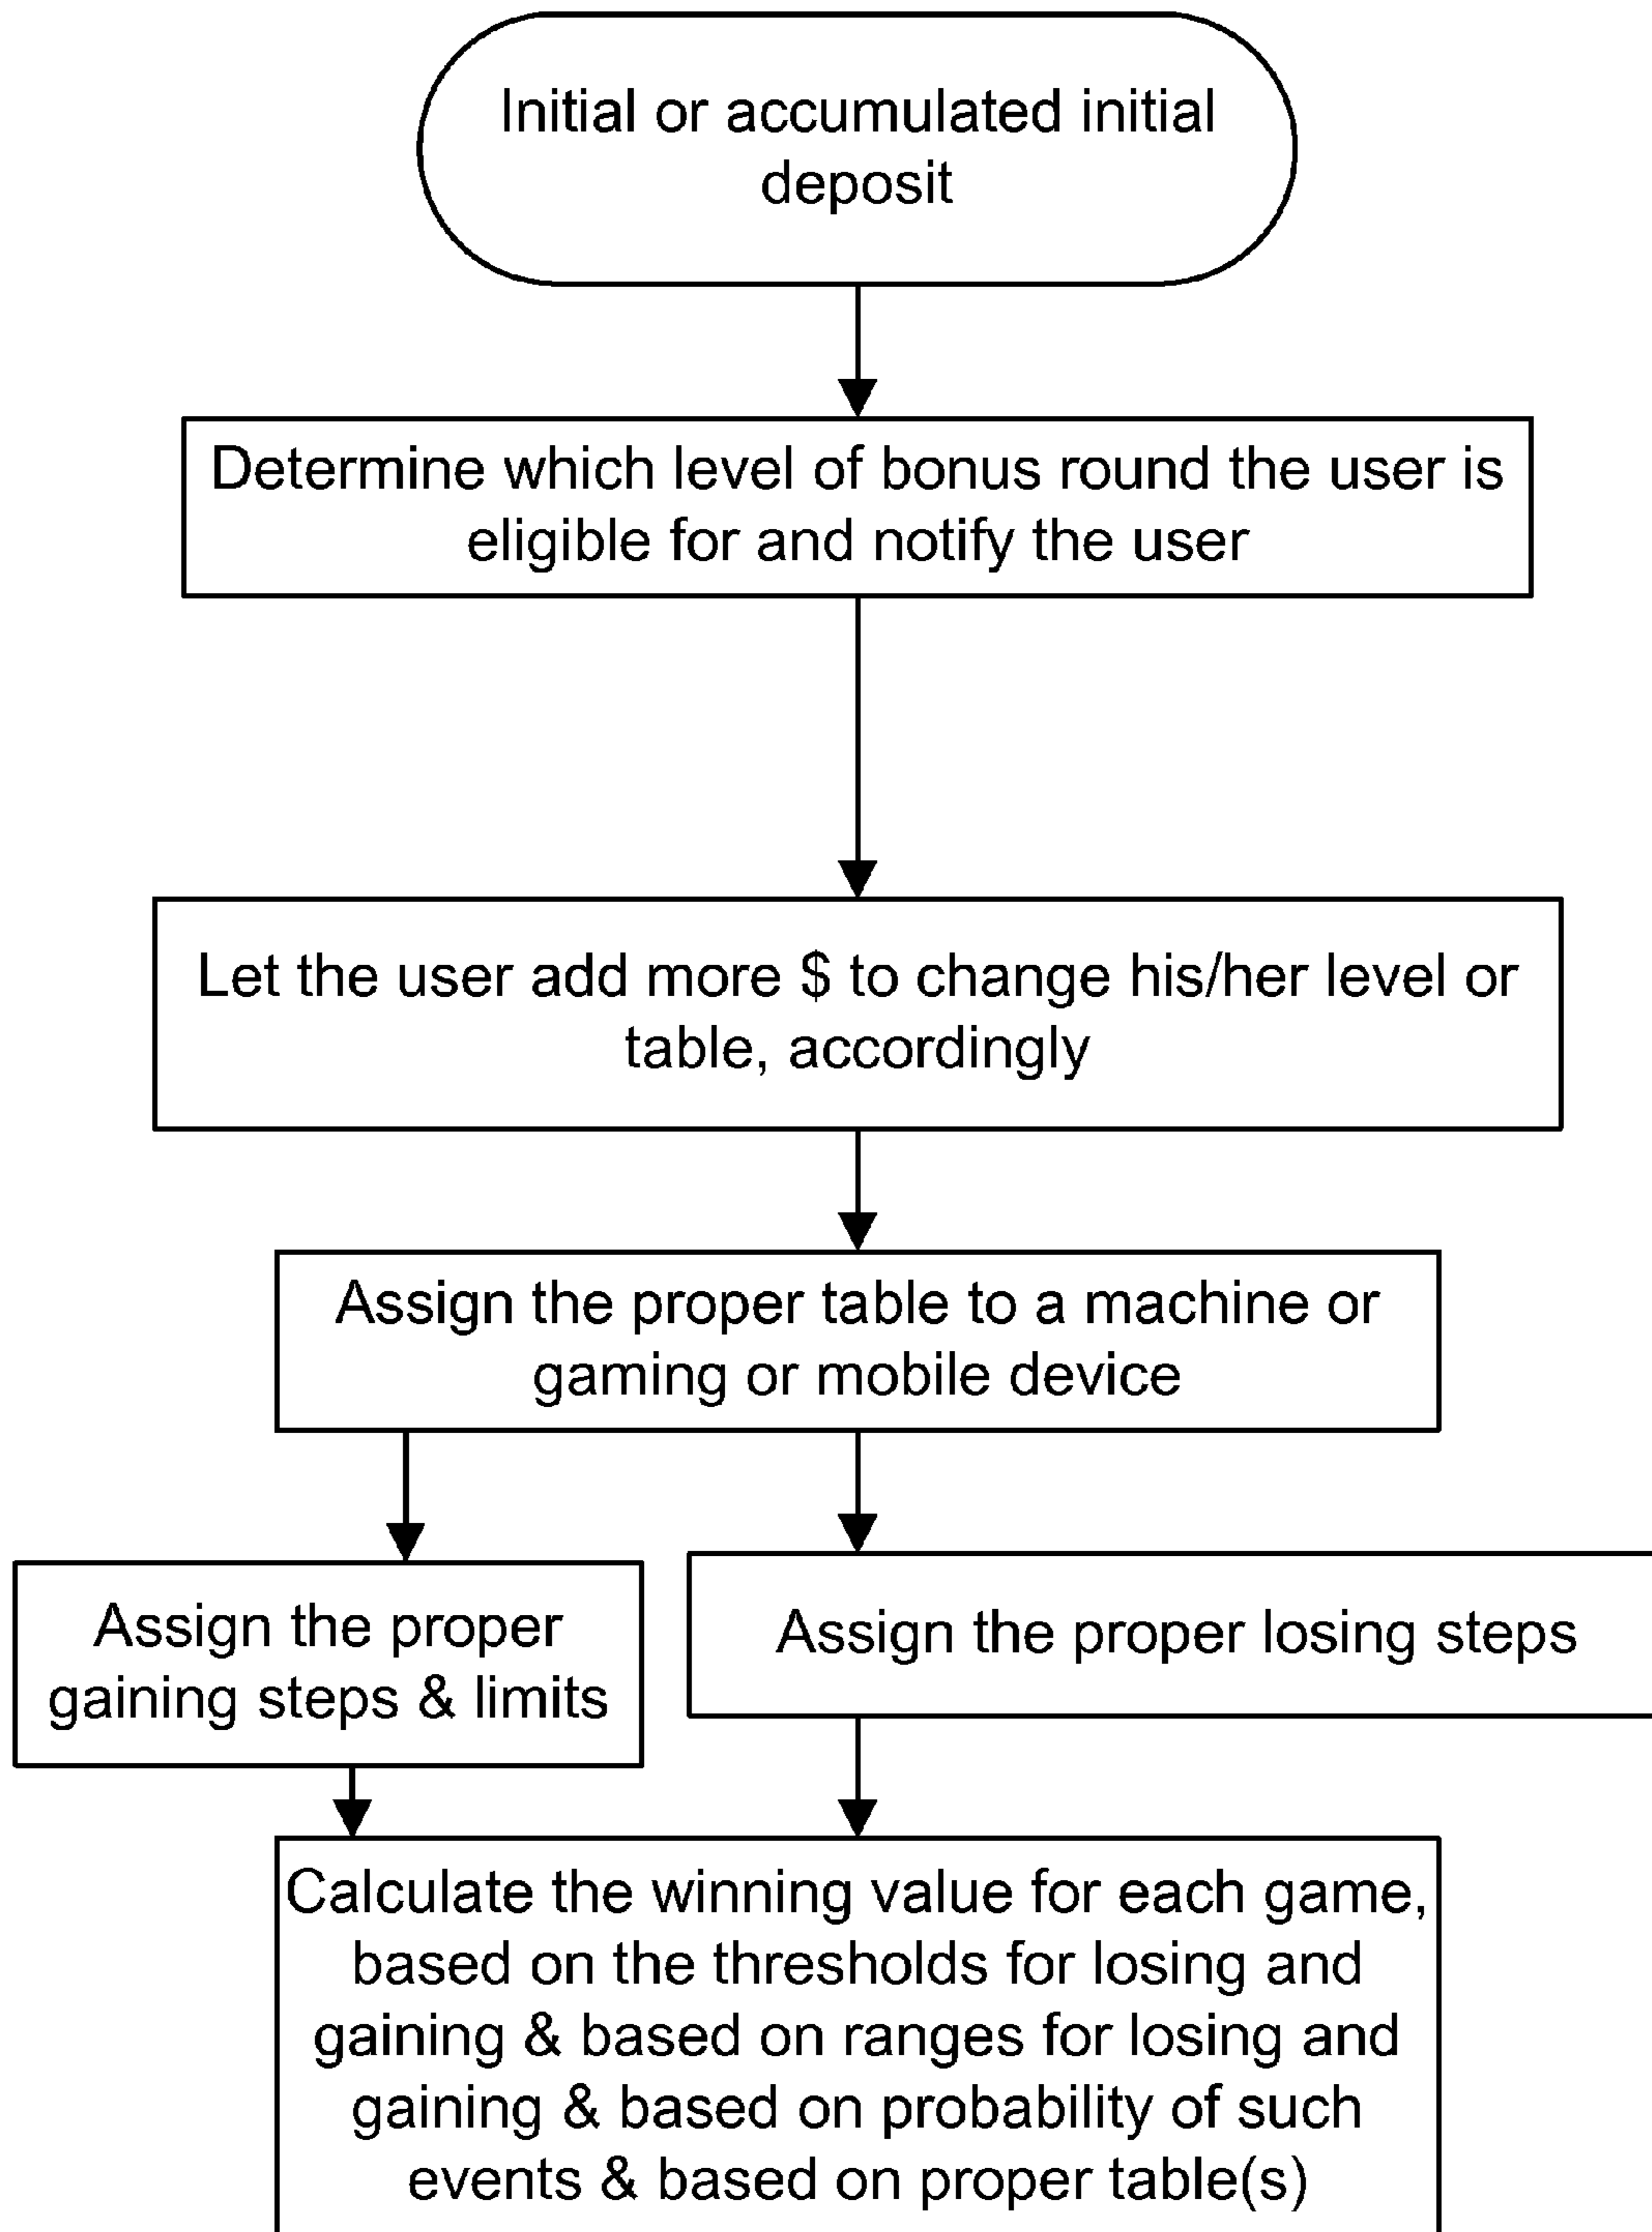 Initial or accumulated initial
deposit
Determine which level of bonus round the user is
eligible for and notify the user
Let the user add more $ to change his/her level or
table, accordingly
Assign the proper table to a machine or
gaming or mobile device
Assign the proper
gaining steps & limits
Assign the proper losing steps
Calculate the winning value for each game,
based on the thresholds for losing and
gaining & based on ranges for losing and
gaining & based on probability of such
events & based on proper table(s)